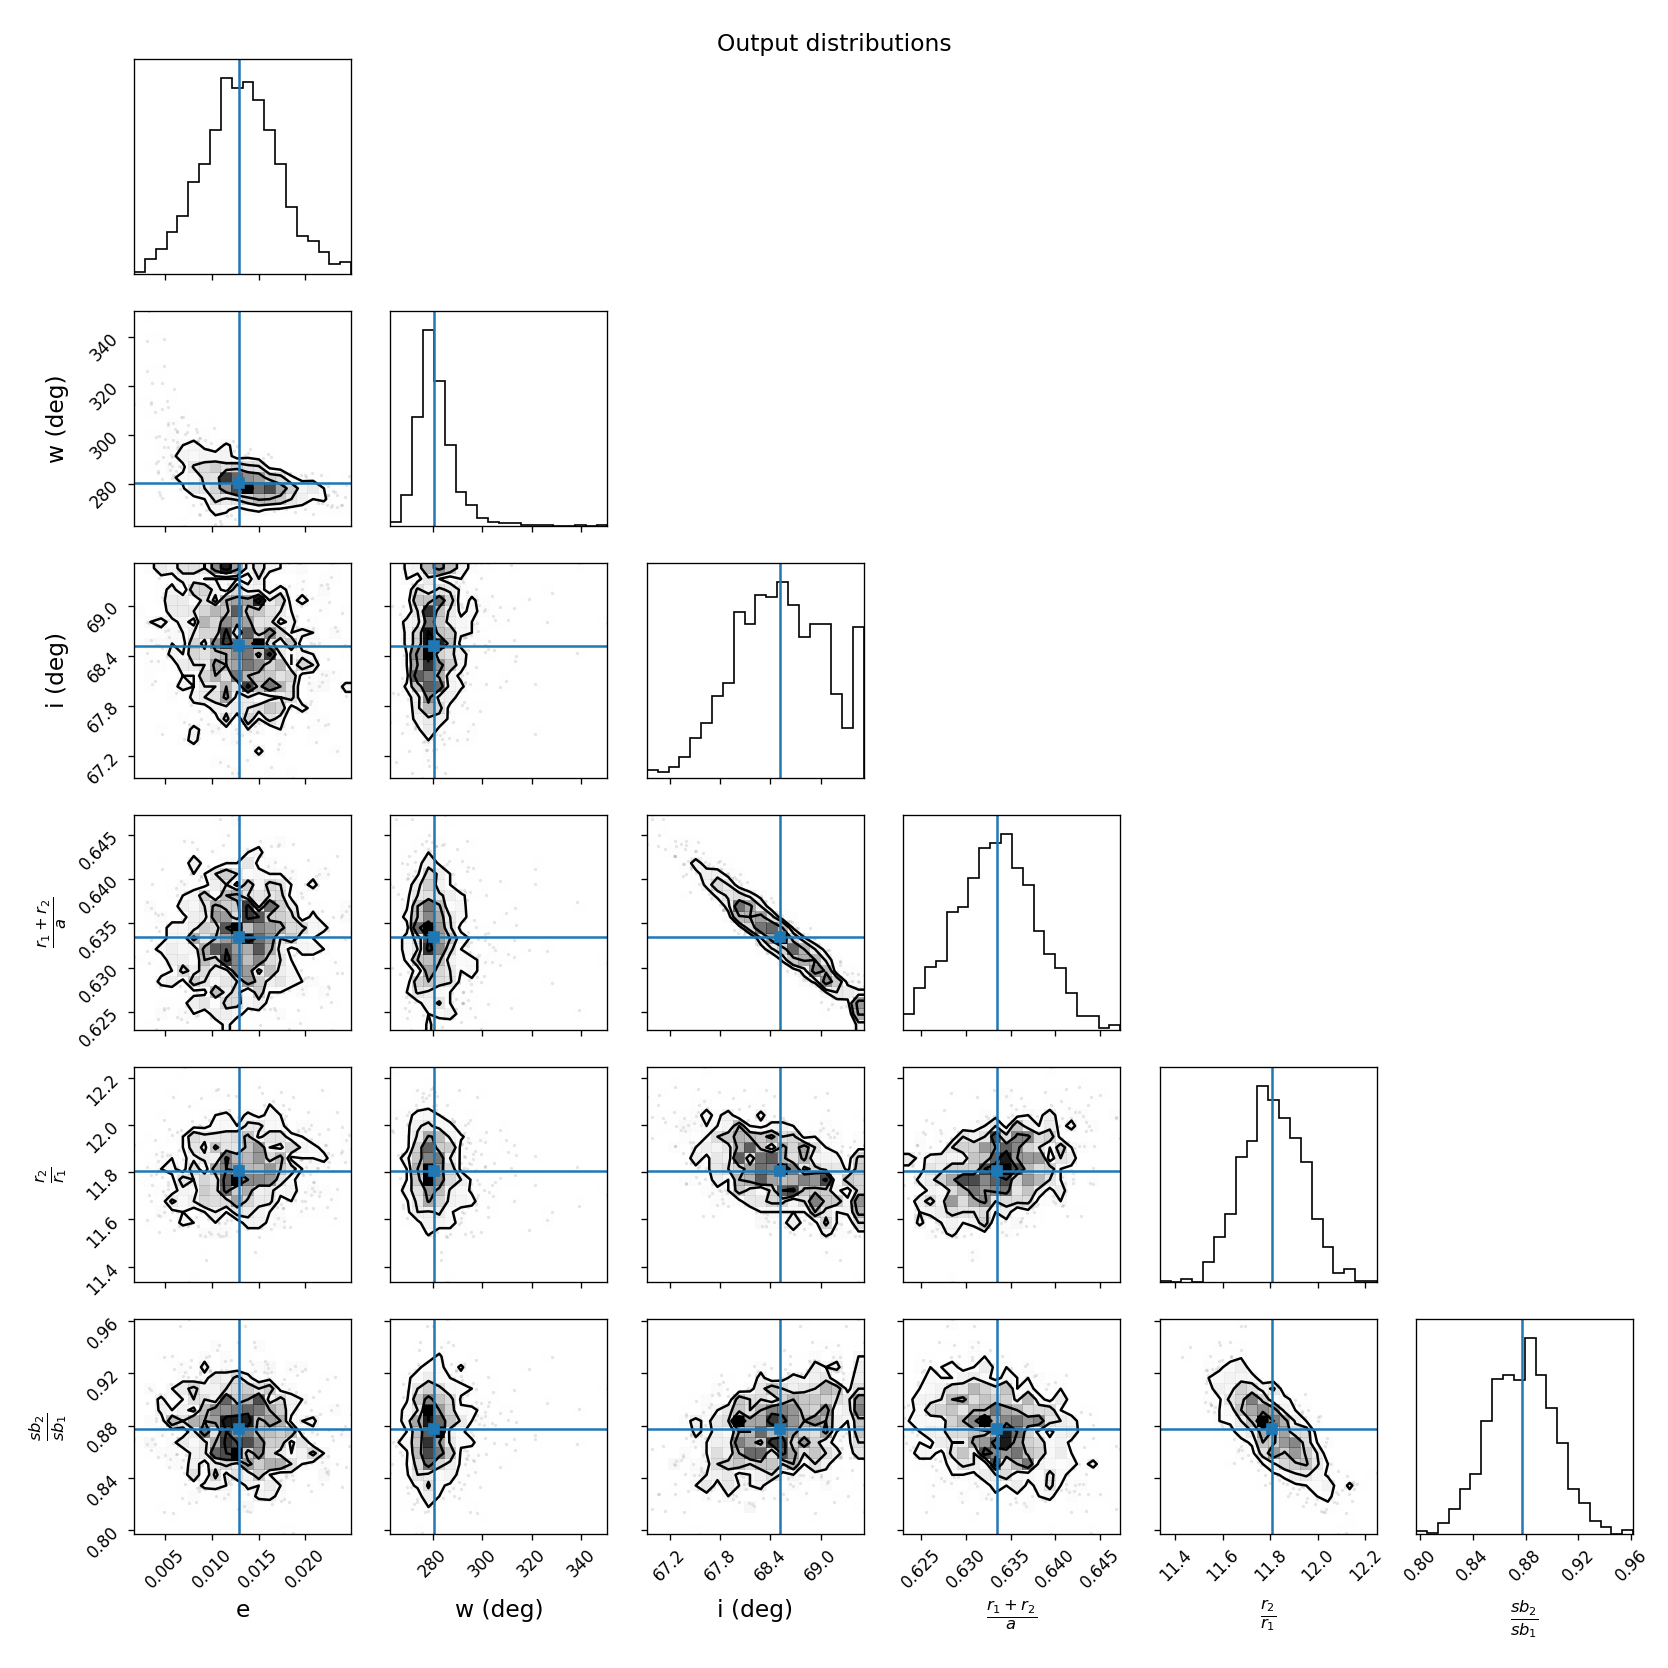 Output distributions
w (deg)
340
320
300
280
i (deg)
69.0
68.4
67.8
67.2
r₁ + r₂
a
0.645
0.640
0.635
0.630
0.625
r₂
r₁
12.2
12.0
11.8
11.6
11.4
sb₂
sb₁
0.96
0.92
0.88
0.84
0.80
0.005 0.010 0.015 0.020 280 300 320 340 67.2 67.8 68.4 69.0 0.625 0.630 0.635 0.640 0.645 11.4 11.6 11.8 12.0 12.2 0.80 0.84 0.88 0.92 0.96
e w (deg) i (deg)
r₁ + r₂
a
r₂
r₁
sb₂
sb₁